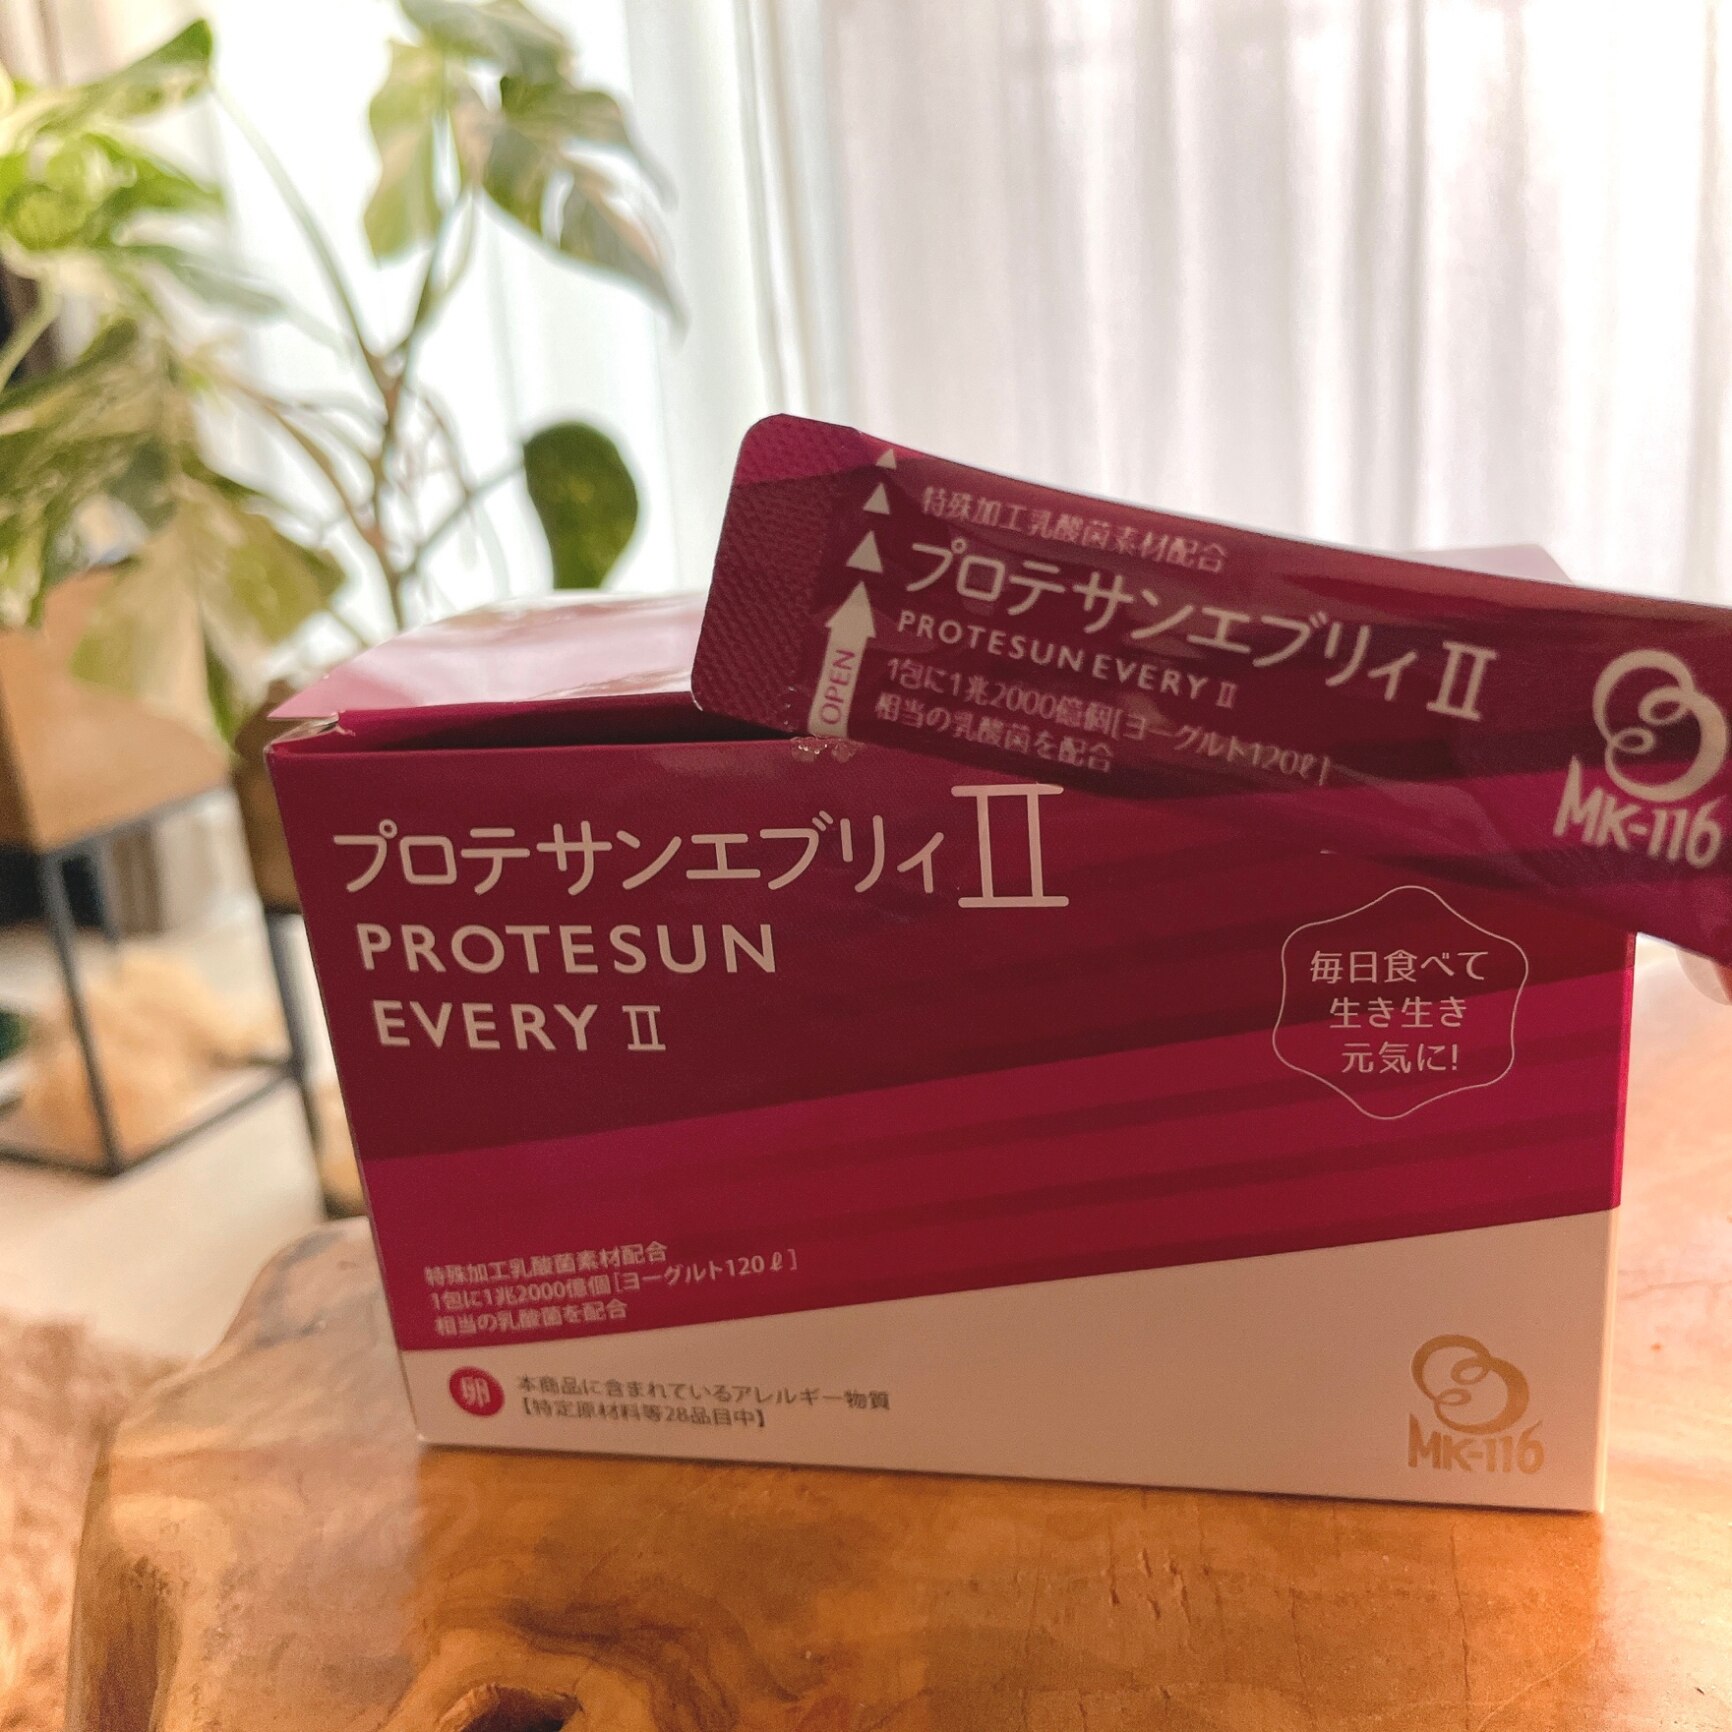 特殊加工乳酸菌素材配合
プロテサンエブリィⅡ
PROTESUN EVERY Ⅱ
1包に1兆2000億個[ヨーグルト120ℓ]
相当の乳酸菌を配合
OPEN
MK-116
プロテサンエブリィⅡ
PROTESUN
EVERY Ⅱ
毎日食べて
生き生き
元気に!
特殊加工乳酸菌素材配合
1包に1兆2000億個[ヨーグルト120ℓ]
相当の乳酸菌を配合
卵
本商品に含まれているアレルギー物質
【特定原材料等28品目中】
MK-116